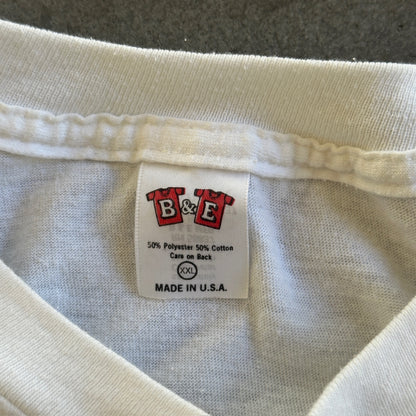 B & E
50% Polyester 50% Cotton
Care on Back
XXL
MADE IN U.S.A.